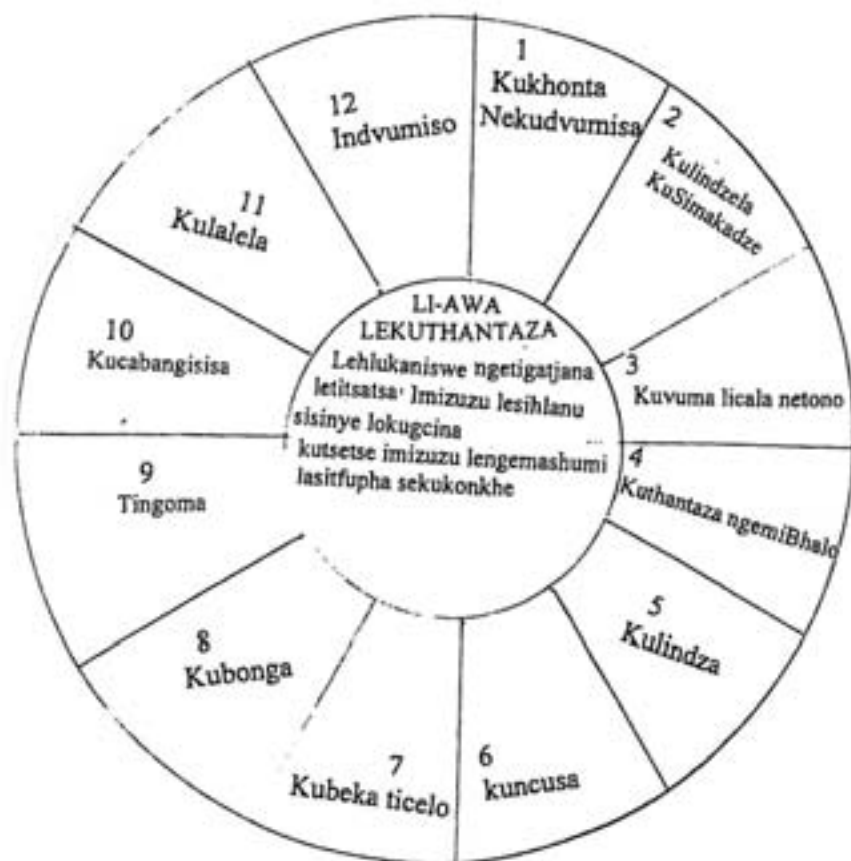 1
Kukhonta
Nekudvumisa
2
Kulindzela
KuSimakadze
3
Kuvuma licala netono
4
Kuthantaza ngemiBhalo
5
Kulindza
6
kuncusa
7
Kubeka ticelo
8
Kubonga
9
Tingoma
10
Kucabangisisa
11
Kulalela
12
Indvumiso
LI-AWA
LEKUTHANTAZA
Lehlukaniswe ngetigatjana
letitsatsa' Imizuzu lesihlanu
sisinye lokugcina
kutsetse imizuzu lengemashumi
lasitfupha sekukonkhe